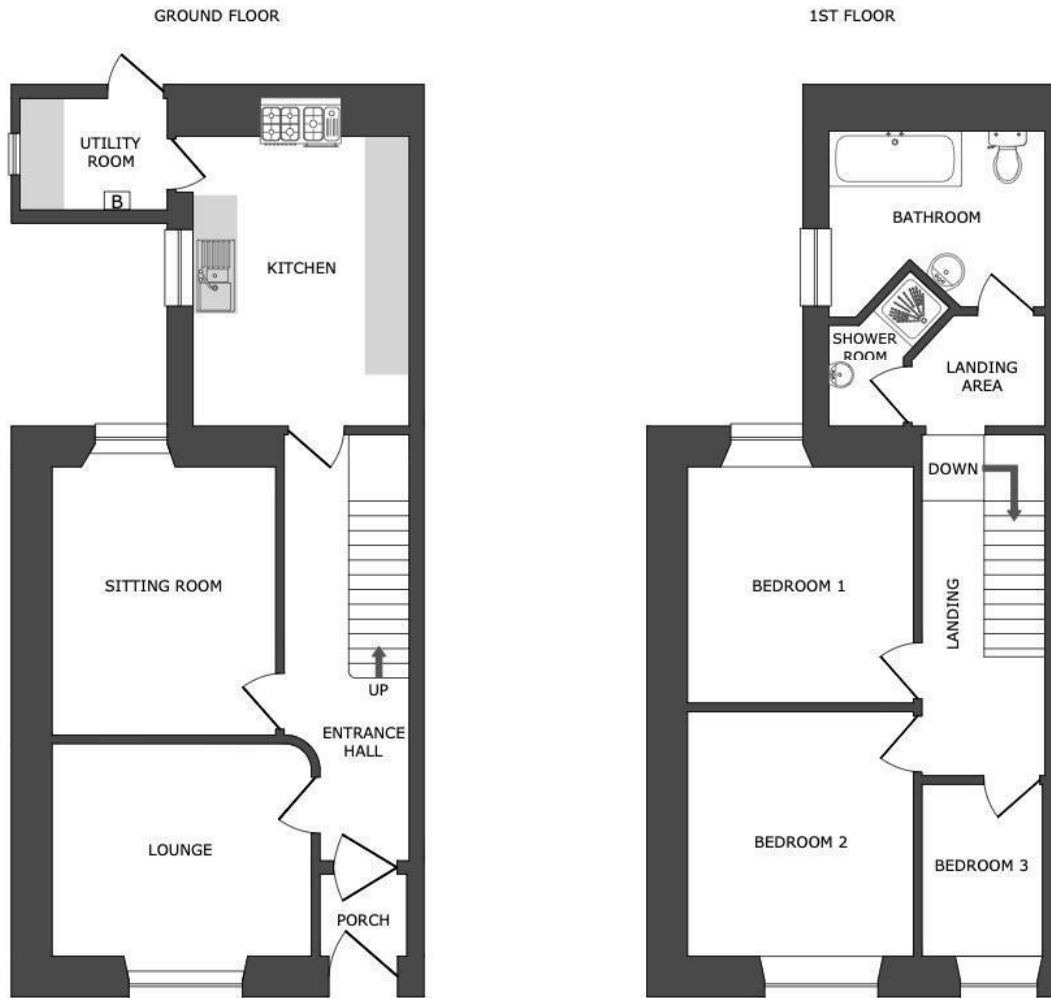 GROUND FLOOR
UTILITY
ROOM
B
KITCHEN
SITTING ROOM
UP
ENTRANCE
HALL
LOUNGE
PORCH
1ST FLOOR
BATHROOM
SHOWER
ROOM
LANDING
AREA
DOWN
BEDROOM 1
LANDING
BEDROOM 2
BEDROOM 3